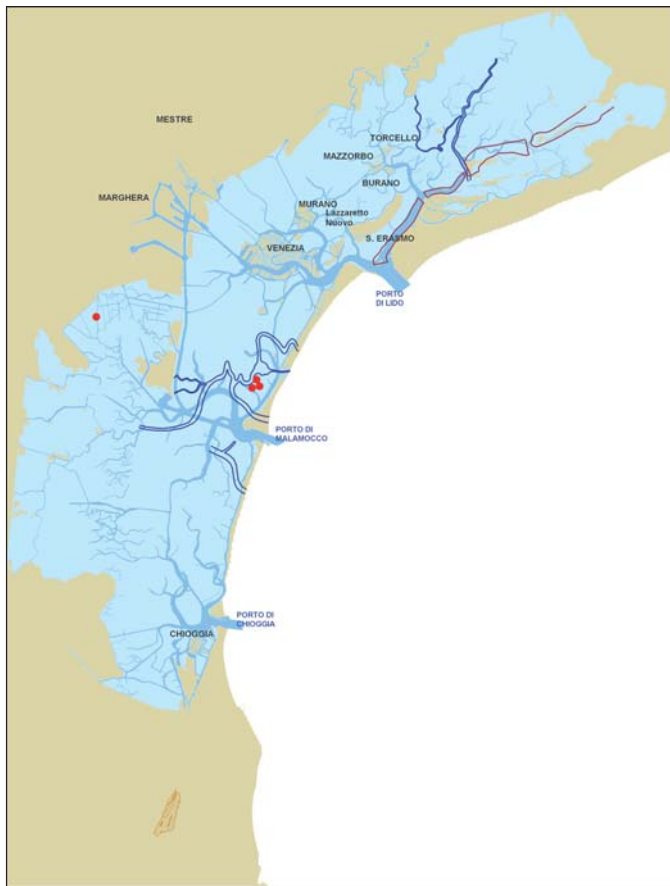 MESTRE
TORCELLO
MAZZORBO
BURANO
MARGHERA
MURANO
Lazzaretto
Nuovo
VENEZIA
S. ERASMO
PORTO
DI LIDO
PORTO DI
MALAMOCCO
PORTO DI
CHIOGGIA
CHIOGGIA